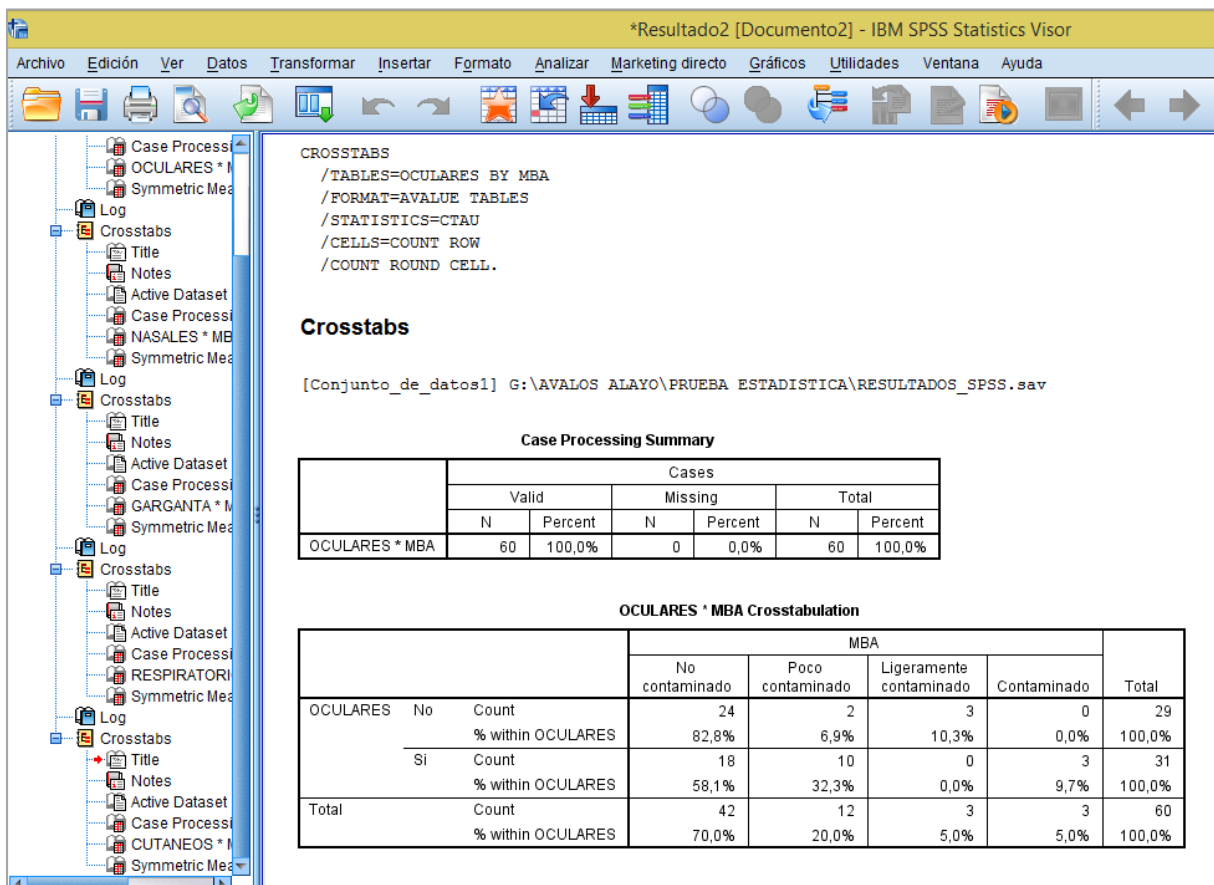 *Resultado2 [Documento2] - IBM SPSS Statistics Visor
Archivo Edición Ver Datos Transformar Insertar Formato Analizar Marketing directo Gráficos Utilidades Ventana Ayuda
Case Processi
OCULARES * M
Symmetric Mea
Log
Crosstabs
Title
Notes
Active Dataset
Case Processi
NASALES * MB
Symmetric Mea
Log
Crosstabs
Title
Notes
Active Dataset
Case Processi
GARGANTA * M
Symmetric Mea
Log
Crosstabs
Title
Notes
Active Dataset
Case Processi
RESPIRATORI
Symmetric Mea
Log
Crosstabs
Title
Notes
Active Dataset
Case Processi
CUTANEOS * M
Symmetric Mea
CROSSTABS
/TABLES=OCULARES BY MBA
/FORMAT=AVALUE TABLES
/STATISTICS=CTAU
/CELLS=COUNT ROW
/COUNT ROUND CELL.
Crosstabs
[Conjunto_de_datos1] G:\AVALOS ALAYO\PRUEBA ESTADISTICA\RESULTADOS_SPSS.sav
Case Processing Summary
Cases
Valid Missing Total
N Percent N Percent N Percent
OCULARES * MBA 60 100,0% 0 0,0% 60 100,0%
OCULARES * MBA Crosstabulation
MBA
No contaminado Poco contaminado Ligeramente contaminado Contaminado Total
OCULARES No Count 24 2 3 0 29
% within OCULARES 82,8% 6,9% 10,3% 0,0% 100,0%
Si Count 18 10 0 3 31
% within OCULARES 58,1% 32,3% 0,0% 9,7% 100,0%
Total Count 42 12 3 3 60
% within OCULARES 70,0% 20,0% 5,0% 5,0% 100,0%